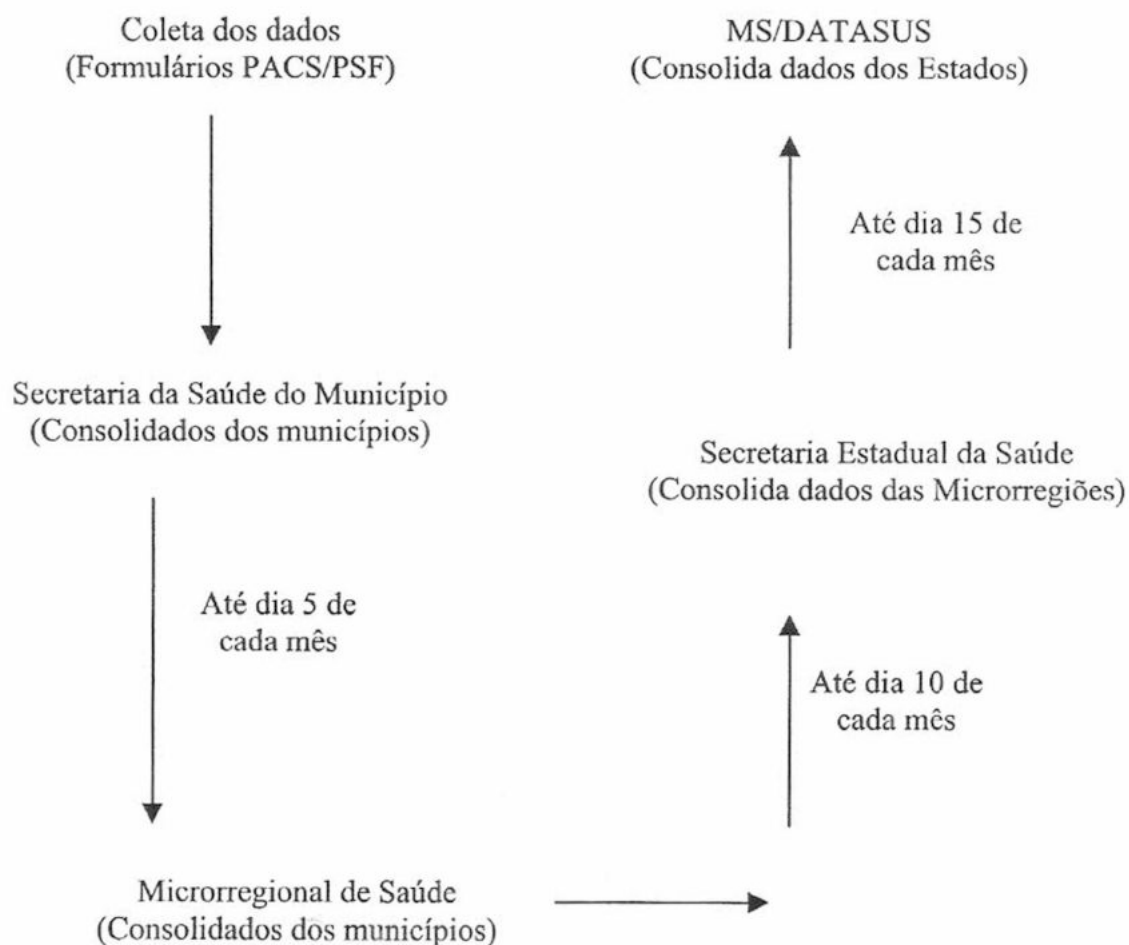 Coleta dos dados
(Formulários PACS/PSF)
Secretaria da Saúde do Município
(Consolidados dos municípios)
Até dia 5 de
cada mês
Microrregional de Saúde
(Consolidados dos municípios)
Até dia 10 de
cada mês
Secretaria Estadual da Saúde
(Consolida dados das Microrregiões)
Até dia 15 de
cada mês
MS/DATASUS
(Consolida dados dos Estados)